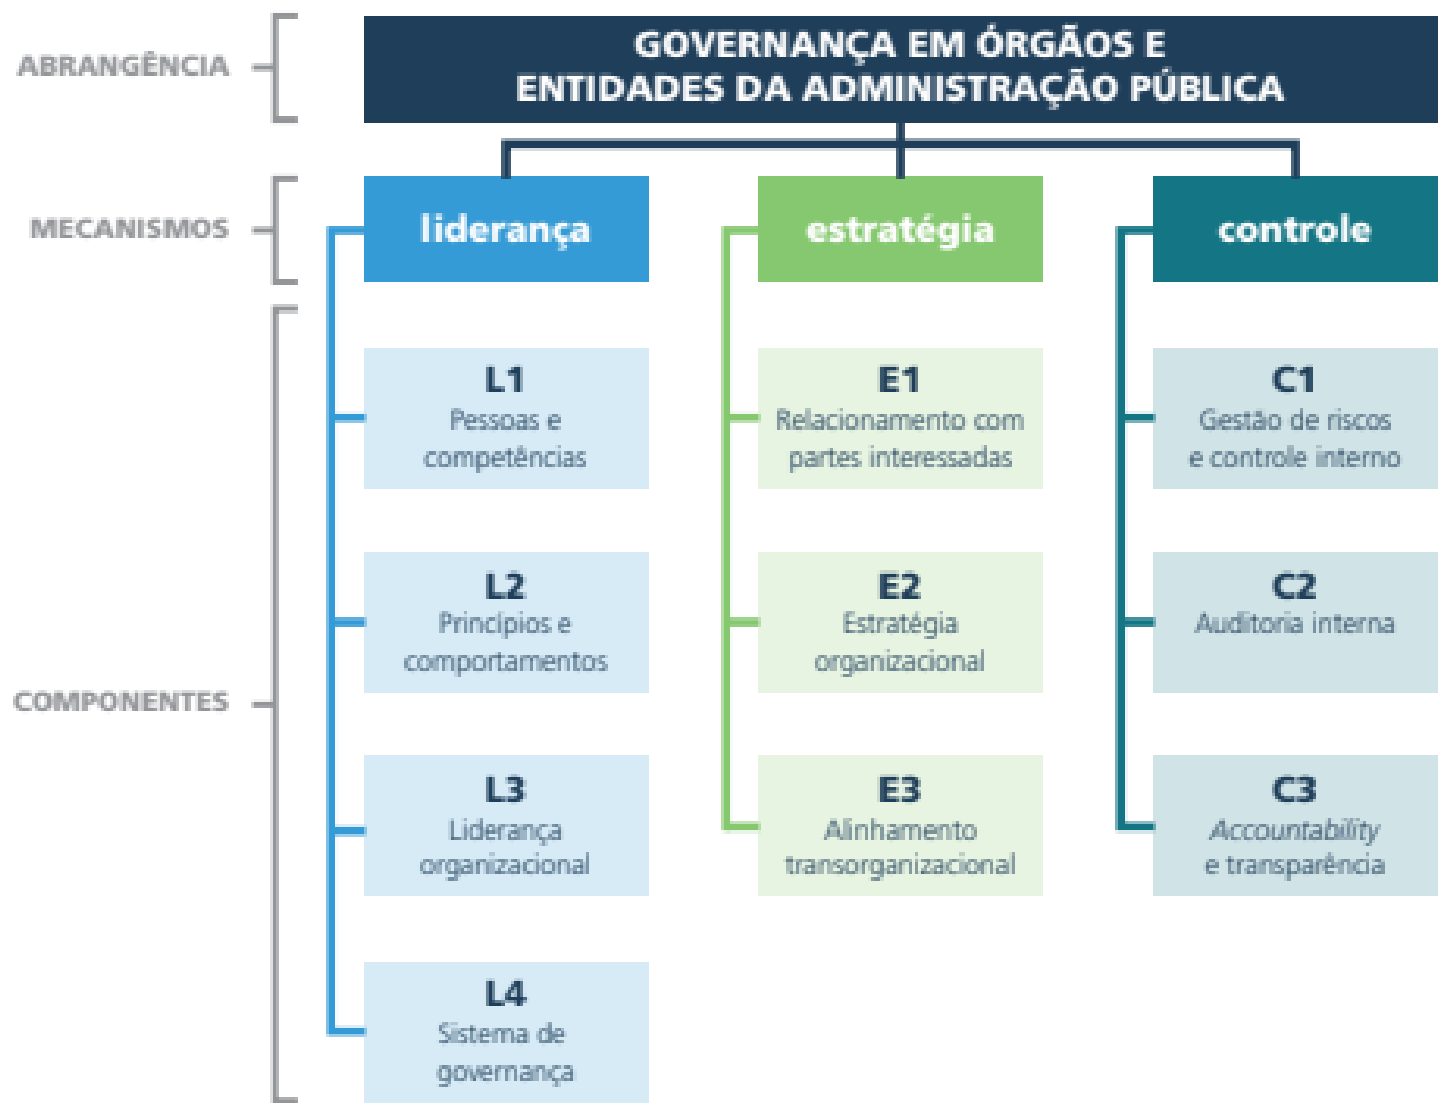 ABRANGÊNCIA
GOVERNANÇA EM ÓRGÃOS E
ENTIDADES DA ADMINISTRAÇÃO PÚBLICA
MECANISMOS
liderança
estratégia
controle
COMPONENTES
L1
Pessoas e
competências
L2
Princípios e
comportamentos
L3
Liderança
organizacional
L4
Sistema de
governança
E1
Relacionamento com
partes interessadas
E2
Estratégia
organizacional
E3
Alinhamento
transorganizacional
C1
Gestão de riscos
e controle interno
C2
Auditoria interna
C3
Accountability
e transparência